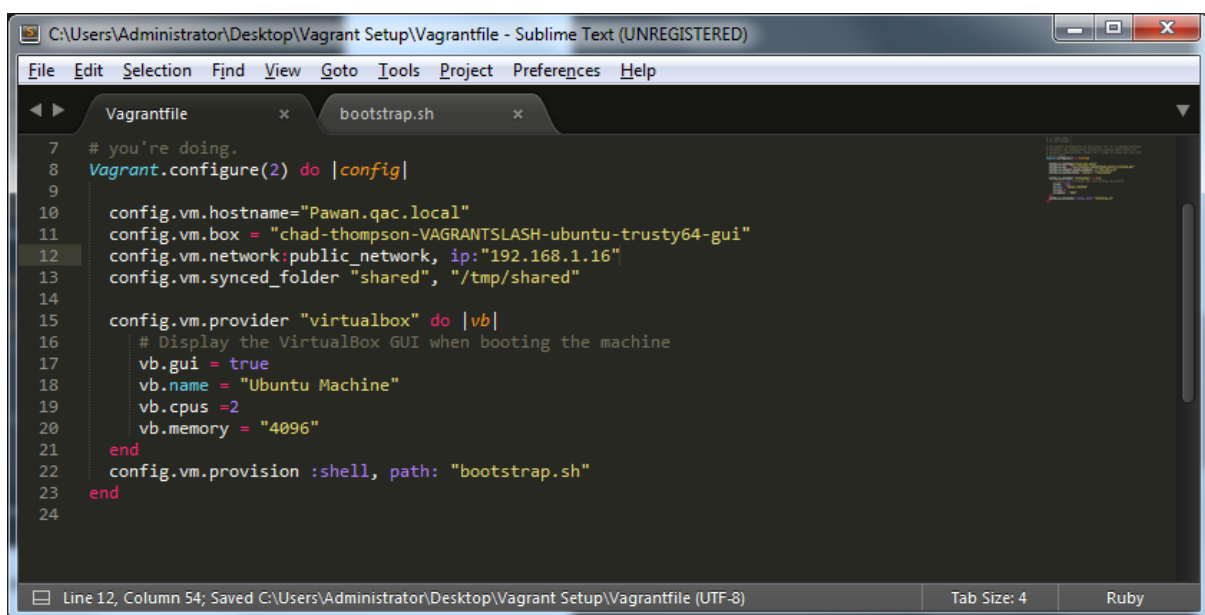 C:\Users\Administrator\Desktop\Vagrant Setup\Vagrantfile - Sublime Text (UNREGISTERED)
File Edit Selection Find View Goto Tools Project Preferences Help
Vagrantfile × bootstrap.sh ×
7 # you're doing.
8 Vagrant.configure(2) do |config|
9
10 config.vm.hostname="Pawan.qac.local"
11 config.vm.box = "chad-thompson-VAGRANTSLASH-ubuntu-trusty64-gui"
12 config.vm.network:public_network, ip:"192.168.1.16"
13 config.vm.synced_folder "shared", "/tmp/shared"
14
15 config.vm.provider "virtualbox" do |vb|
16 # Display the VirtualBox GUI when booting the machine
17 vb.gui = true
18 vb.name = "Ubuntu Machine"
19 vb.cpus =2
20 vb.memory = "4096"
21 end
22 config.vm.provision :shell, path: "bootstrap.sh"
23 end
24
Line 12, Column 54; Saved C:\Users\Administrator\Desktop\Vagrant Setup\Vagrantfile (UTF-8) Tab Size: 4 Ruby